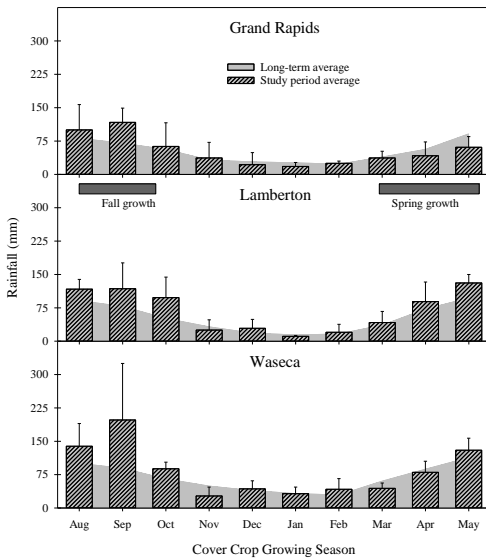 Grand Rapids
Long-term average
Study period average
300
225
150
75
0
Fall growth
Spring growth
Lamberton
300
225
150
75
0
Rainfall (mm)
Waseca
300
225
150
75
0
Aug Sep Oct Nov Dec Jan Feb Mar Apr May
Cover Crop Growing Season